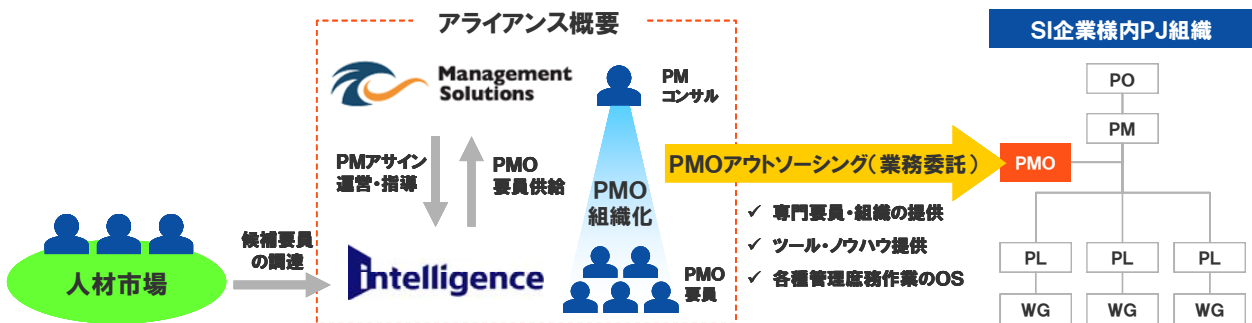 アライアンス概要
Management
Solutions
PM
コンサル
PMアサイン
運営・指導
PMO
要員供給
PMO
組織化
intelligence
PMO
要員
人材市場
候補要員
の調達
PMOアウトソーシング（業務委託）
✓ 専門要員・組織の提供
✓ ツール・ノウハウ提供
✓ 各種管理庶務作業のOS
SI企業様内PJ組織
PO
PM
PMO
PL
PL
PL
WG
WG
WG